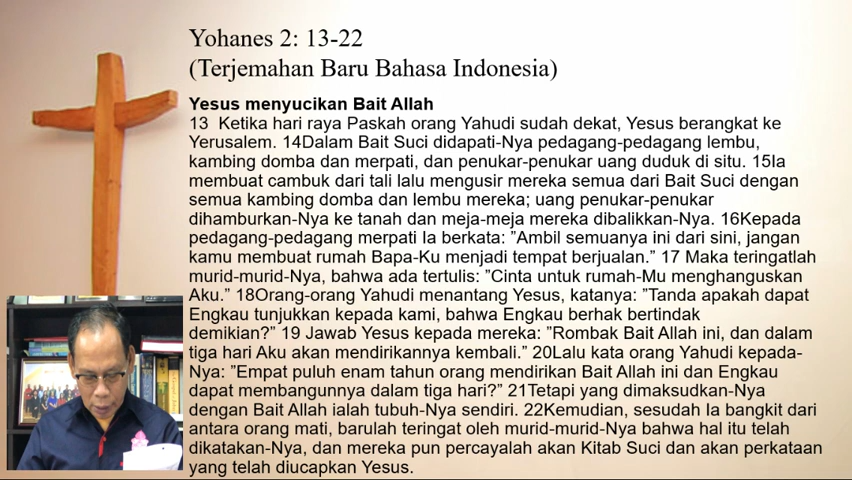 Yohanes 2: 13-22
(Terjemahan Baru Bahasa Indonesia)
Yesus menyucikan Bait Allah
13  Ketika hari raya Paskah orang Yahudi sudah dekat, Yesus berangkat ke
Yerusalem. 14Dalam Bait Suci didapati-Nya pedagang-pedagang lembu,
kambing domba dan merpati, dan penukar-penukar uang duduk di situ. 15Ia
membuat cambuk dari tali lalu mengusir mereka semua dari Bait Suci dengan
semua kambing domba dan lembu mereka; uang penukar-penukar
dihamburkan-Nya ke tanah dan meja-meja mereka dibalikkan-Nya. 16Kepada
pedagang-pedagang merpati Ia berkata: ”Ambil semuanya ini dari sini, jangan
kamu membuat rumah Bapa-Ku menjadi tempat berjualan.” 17 Maka teringatlah
murid-murid-Nya, bahwa ada tertulis: ”Cinta untuk rumah-Mu menghanguskan
Aku.” 18Orang-orang Yahudi menantang Yesus, katanya: ”Tanda apakah dapat
Engkau tunjukkan kepada kami, bahwa Engkau berhak bertindak
demikian?” 19 Jawab Yesus kepada mereka: ”Rombak Bait Allah ini, dan dalam
tiga hari Aku akan mendirikannya kembali.” 20Lalu kata orang Yahudi kepada-
Nya: ”Empat puluh enam tahun orang mendirikan Bait Allah ini dan Engkau
dapat membangunnya dalam tiga hari?” 21Tetapi yang dimaksudkan-Nya
dengan Bait Allah ialah tubuh-Nya sendiri. 22Kemudian, sesudah Ia bangkit dari
antara orang mati, barulah teringat oleh murid-murid-Nya bahwa hal itu telah
dikatakan-Nya, dan mereka pun percayalah akan Kitab Suci dan akan perkataan
yang telah diucapkan Yesus.